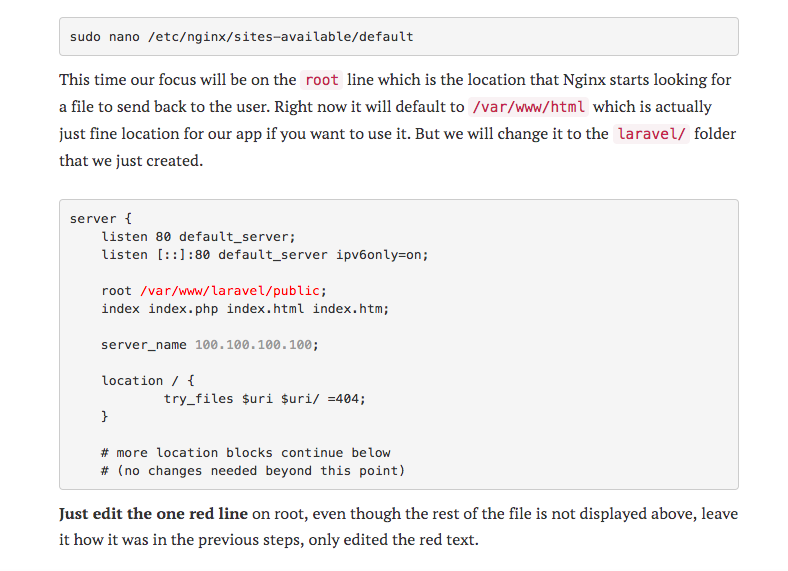 sudo nano /etc/nginx/sites-available/default
This time our focus will be on the root line which is the location that Nginx starts looking for
a file to send back to the user. Right now it will default to /var/www/html which is actually
just fine location for our app if you want to use it. But we will change it to the laravel/ folder
that we just created.
server {
    listen 80 default_server;
    listen [::]:80 default_server ipv6only=on;
    root /var/www/laravel/public;
    index index.php index.html index.htm;
    server_name 100.100.100.100;
    location / {
            try_files $uri $uri/ =404;
    }
    # more location blocks continue below
    # (no changes needed beyond this point)
Just edit the one red line on root, even though the rest of the file is not displayed above, leave
it how it was in the previous steps, only edited the red text.